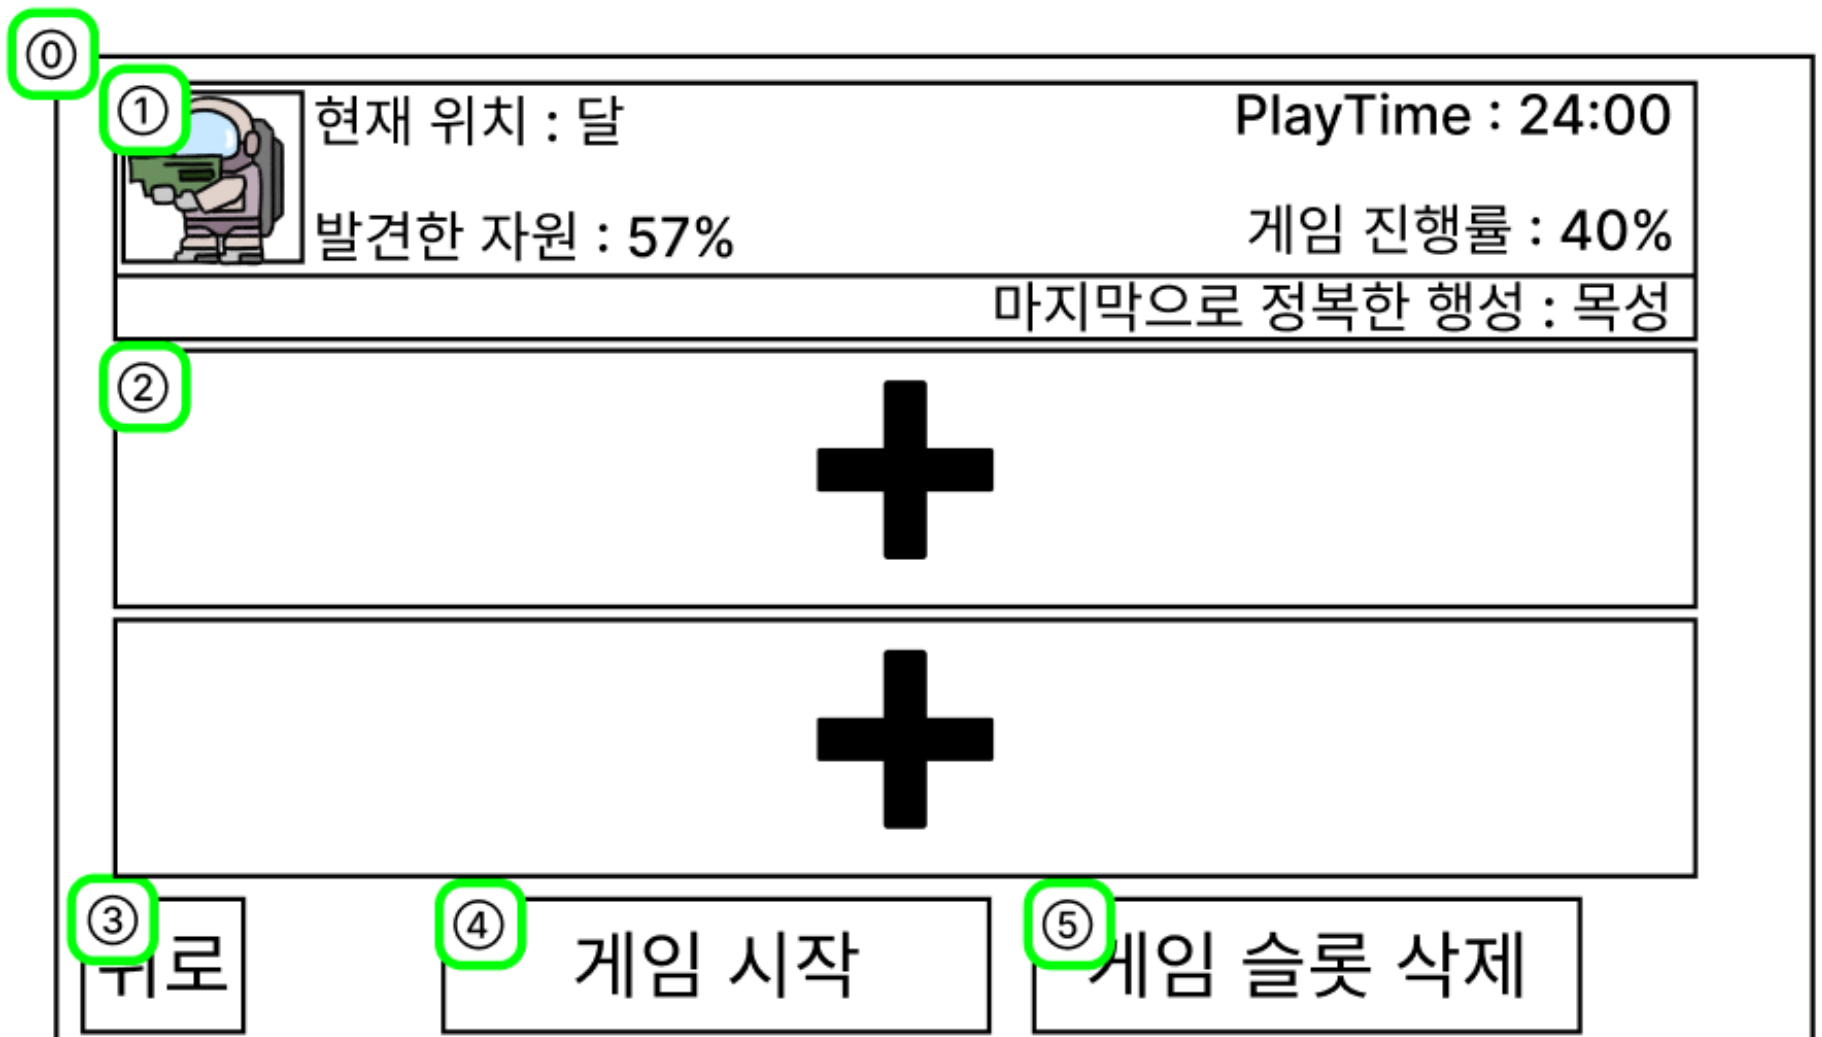 ⓪
①
현재 위치 : 달
PlayTime : 24:00
발견한 자원 : 57%
게임 진행률 : 40%
마지막으로 정복한 행성 : 목성
②
③
뒤로
④
게임 시작
⑤
게임 슬롯 삭제